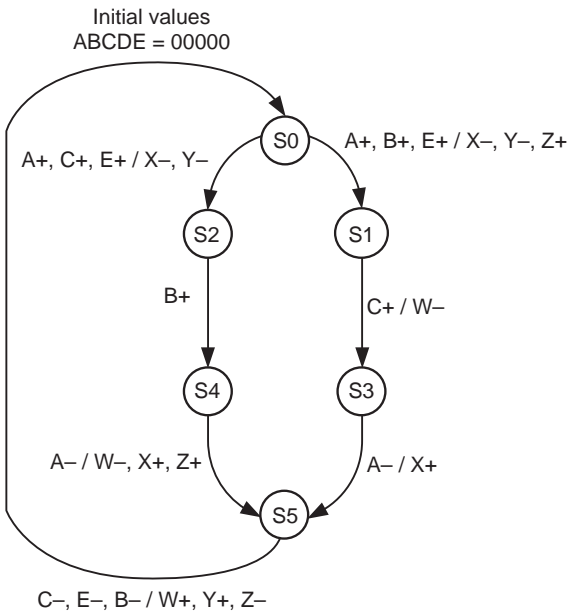 Initial values
ABCDE = 00000
S0
A+, C+, E+ / X–, Y–
A+, B+, E+ / X–, Y–, Z+
S2
S1
B+
C+ / W–
S4
S3
A– / W–, X+, Z+
A– / X+
S5
C–, E–, B– / W+, Y+, Z–